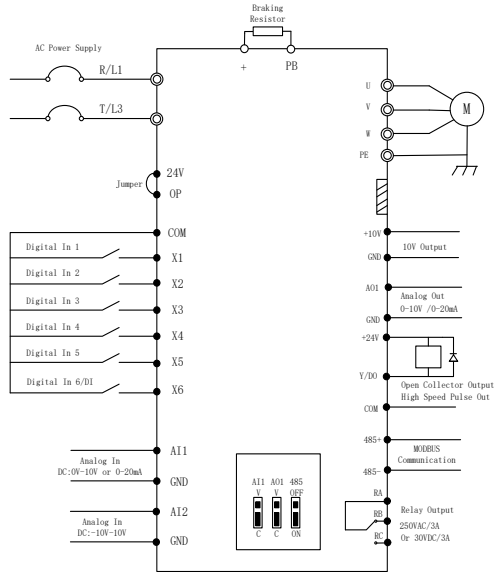 Braking
Resistor
AC Power Supply
R/L1
+
PB
T/L3
U
V
W
PE
M
24V
Jumper
OP
COM
Digital In 1
X1
Digital In 2
X2
Digital In 3
X3
Digital In 4
X4
Digital In 5
X5
Digital In 6/DI
X6
AI1
Analog In
DC:0V-10V or 0-20mA
GND
AI2
Analog In
DC:-10V-10V
GND
+10V
10V Output
GND
AO1
Analog Out
0-10V /0-20mA
GND
+24V
Y/DO
Open Collector Output
High Speed Pulse Out
COM
485+
MODBUS
Communication
485-
RA
RB
Relay Output
250VAC/3A
RC
Or 30VDC/3A
AI1 AO1 485
V V OFF
C C ON